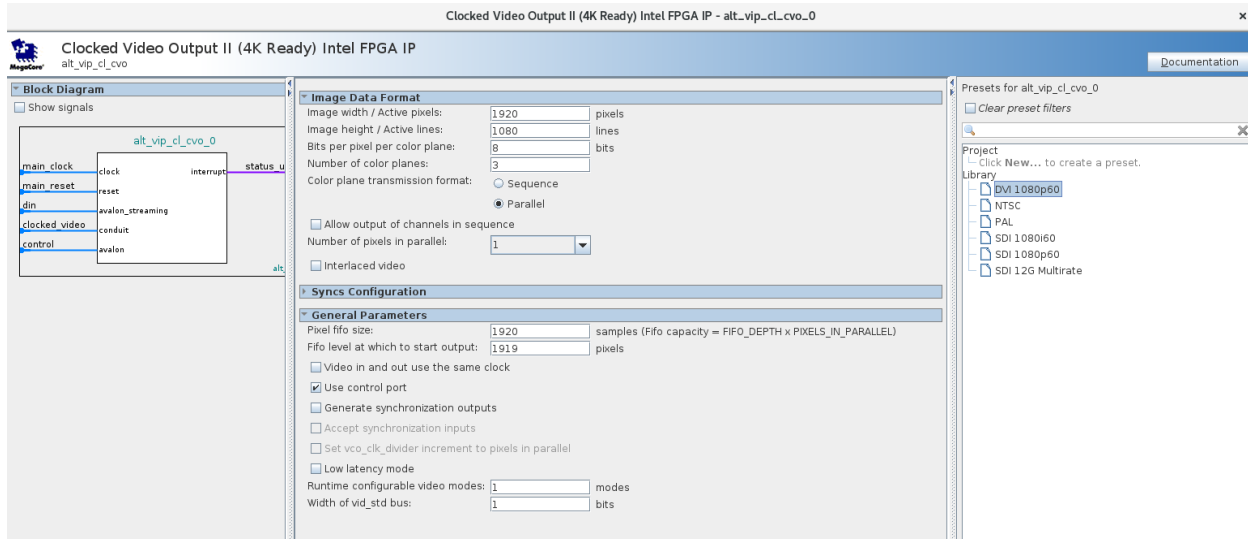 Clocked Video Output II (4K Ready) Intel FPGA IP - alt_vip_cl_cvo_0
Clocked Video Output II (4K Ready) Intel FPGA IP
alt_vip_cl_cvo
MegaCore'
Documentation
Block Diagram
Show signals
alt_vip_cl_cvo_0
main_clock
clock
interrupt
status_u
main_reset
reset
din
avalon_streaming
clocked_video
conduit
control
avalon
alt_
Image Data Format
Image width / Active pixels: 1920 pixels
Image height / Active lines: 1080 lines
Bits per pixel per color plane: 8 bits
Number of color planes: 3
Color plane transmission format: Sequence
Parallel
Allow output of channels in sequence
Number of pixels in parallel: 1
Interlaced video
Syncs Configuration
General Parameters
Pixel fifo size: 1920 samples (Fifo capacity = FIFO_DEPTH x PIXELS_IN_PARALLEL)
Fifo level at which to start output: 1919 pixels
Video in and out use the same clock
Use control port
Generate synchronization outputs
Accept synchronization inputs
Set vco_clk_divider increment to pixels in parallel
Low latency mode
Runtime configurable video modes: 1 modes
Width of vid_std bus: 1 bits
Presets for alt_vip_cl_cvo_0
Clear preset filters
Project
Click New... to create a preset.
Library
DVI 1080p60
NTSC
PAL
SDI 1080i60
SDI 1080p60
SDI 12G Multirate